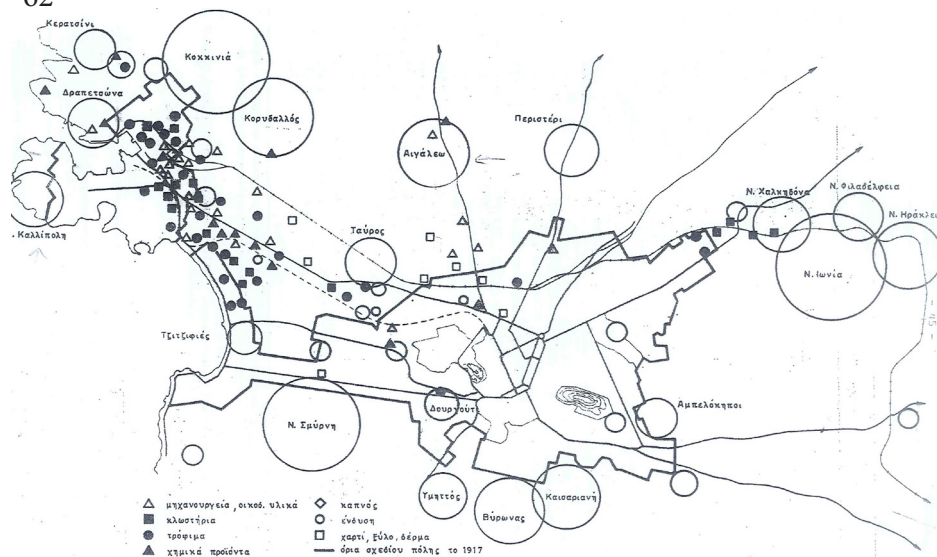 62
Κερατσίνι
Κοκκινιά
Δραπετσώνα
Κορυδαλλός
Αιγάλεω
Περιστέρι
Ν. Χαλκηδόνα
Ν. Φιλαδέλφεια
Ν. Ηράκλει
. Καλλίπολη
Ταύρος
Ν. Ιωνία
Τζιτζιφιές
Δουργούτι
Αμπελόκηποι
Ν. Σμύρνη
Υμηττός
Βύρωνας
Καισαριανή
μηχανουργεία, οικοδ. υλικά
κλωστήρια
τρόφιμα
χημικά προϊόντα
καπνός
ένδυση
χαρτί, ξύλο, δέρμα
όρια σχεδίου πόλης το 1917